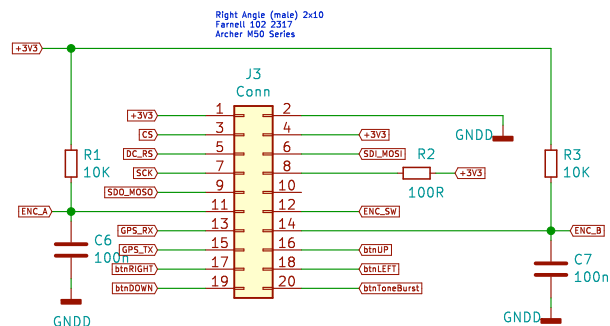 Right Angle (male) 2x10
Farnell 102 2317
Archer M50 Series
+3V3
J3
Conn
+3V3 1 2 GNDD
CS 3 4 +3V3
DC_RS 5 6 SDI_MOSI
SCK 7 8 R2 100R +3V3
SDO_MOSO 9 10
ENC_A 11 12 ENC_SW
GPS_RX 13 14 ENC_B
GPS_TX 15 16 btnUP
btnRIGHT 17 18 btnLEFT
btnDOWN 19 20 btnToneBurst
R1
10K
R3
10K
C6
100n
C7
100n
GNDD
GNDD